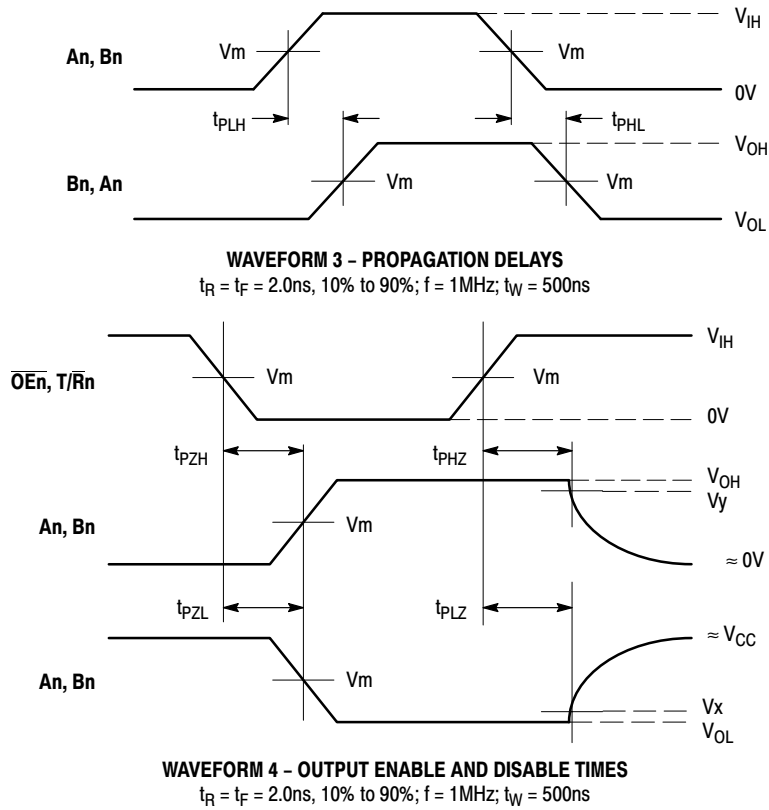 V_IH
An, Bn Vm Vm
0V
t_PLH t_PHL
V_OH
Bn, An Vm Vm
V_OL
WAVEFORM 3 – PROPAGATION DELAYS
t_R = t_F = 2.0ns, 10% to 90%; f = 1MHz; t_W = 500ns
V_IH
O̅E̅n̅, T/R̅n Vm Vm
0V
t_PZH t_PHZ
V_OH
Vy
An, Bn Vm
≈ 0V
t_PZL t_PLZ
≈ V_CC
An, Bn Vm
Vx
V_OL
WAVEFORM 4 – OUTPUT ENABLE AND DISABLE TIMES
t_R = t_F = 2.0ns, 10% to 90%; f = 1MHz; t_W = 500ns